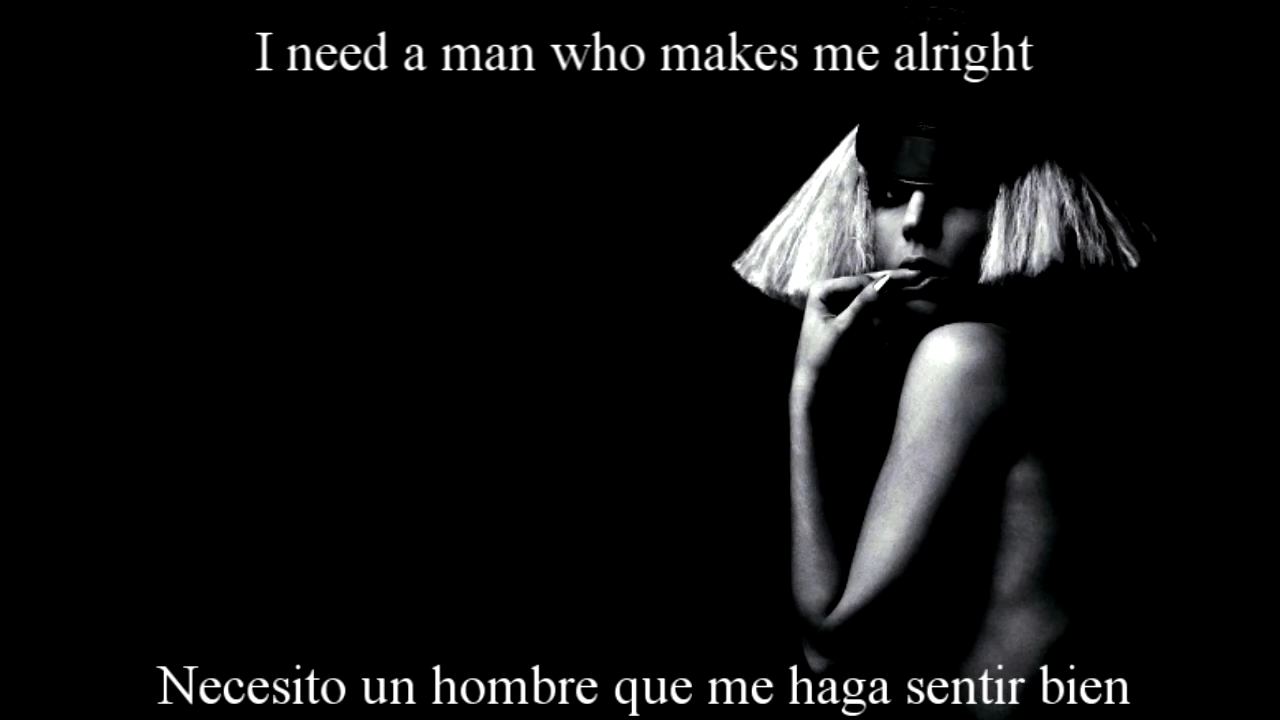 I need a man who makes me alright
Necesito un hombre que me haga sentir bien